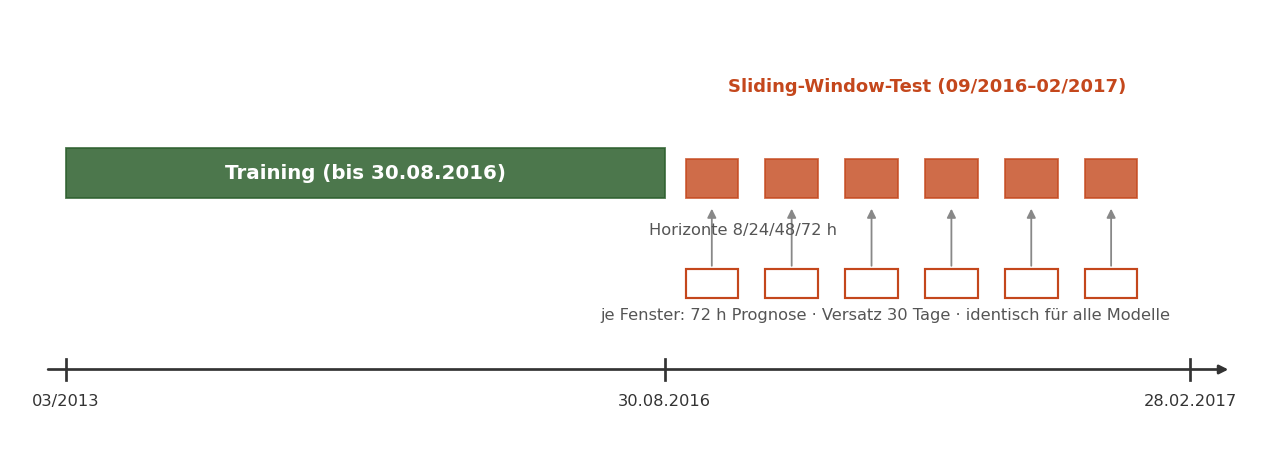 Sliding-Window-Test (09/2016–02/2017)
Training (bis 30.08.2016)
Horizonte 8/24/48/72 h
je Fenster: 72 h Prognose · Versatz 30 Tage · identisch für alle Modelle
03/2013
30.08.2016
28.02.2017